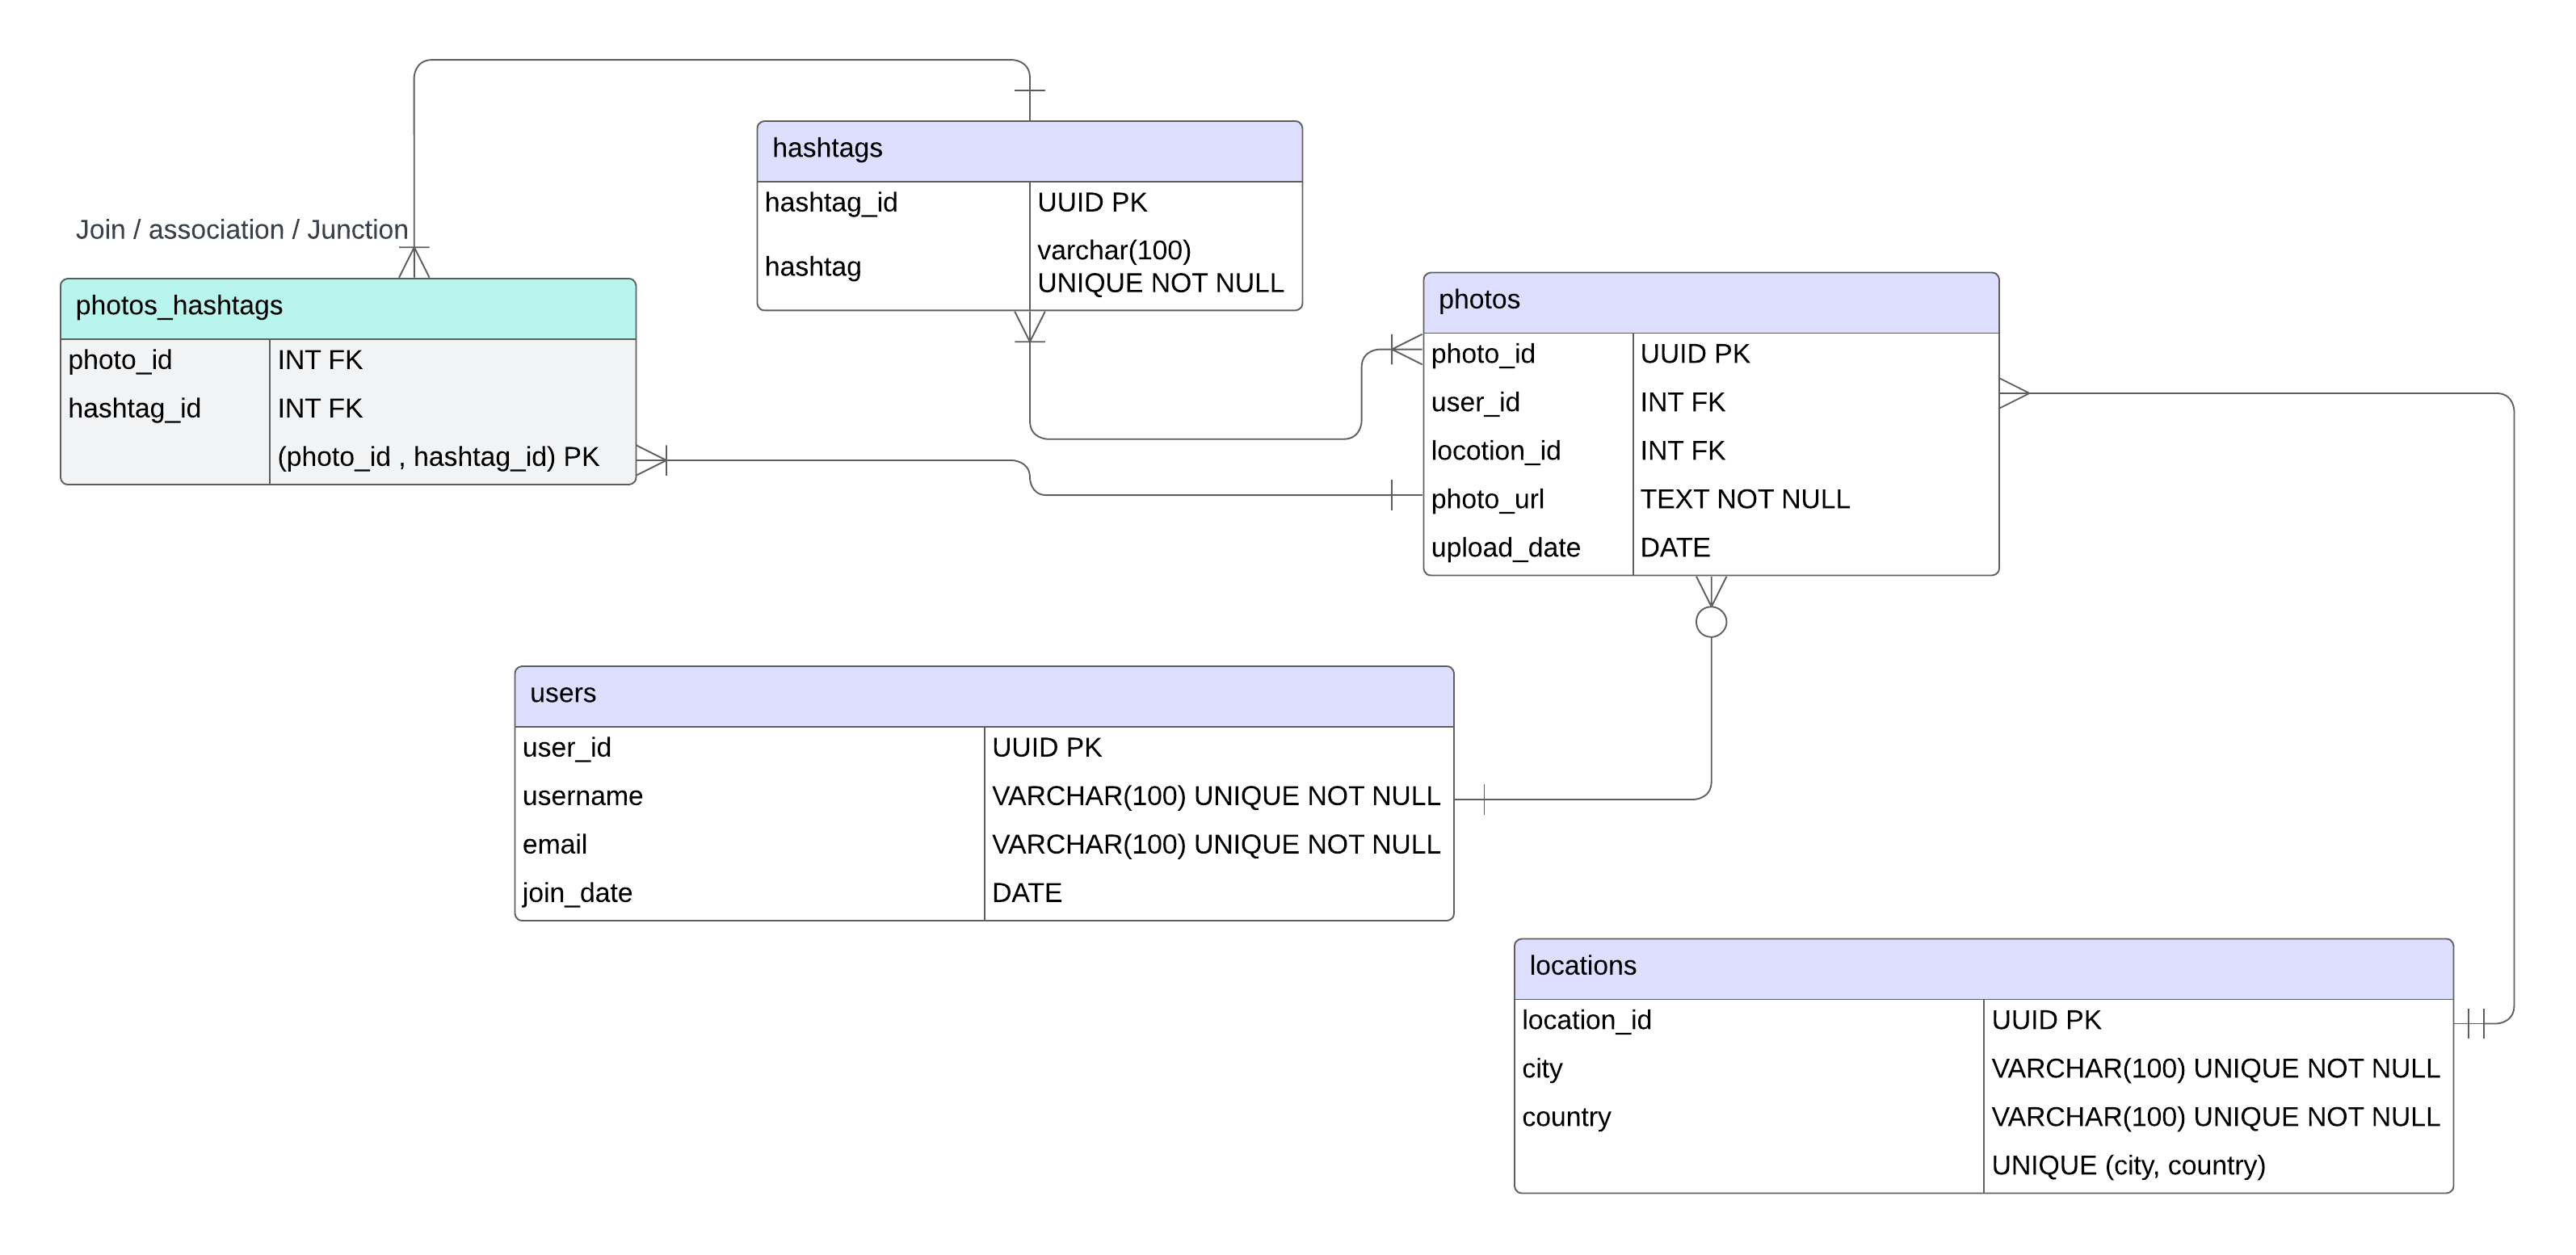 Join / association / Junction
photos_hashtags
photo_id INT FK
hashtag_id INT FK
(photo_id , hashtag_id) PK
hashtags
hashtag_id UUID PK
hashtag varchar(100)
UNIQUE NOT NULL
photos
photo_id UUID PK
user_id INT FK
locotion_id INT FK
photo_url TEXT NOT NULL
upload_date DATE
users
user_id UUID PK
username VARCHAR(100) UNIQUE NOT NULL
email VARCHAR(100) UNIQUE NOT NULL
join_date DATE
locations
location_id UUID PK
city VARCHAR(100) UNIQUE NOT NULL
country VARCHAR(100) UNIQUE NOT NULL
UNIQUE (city, country)